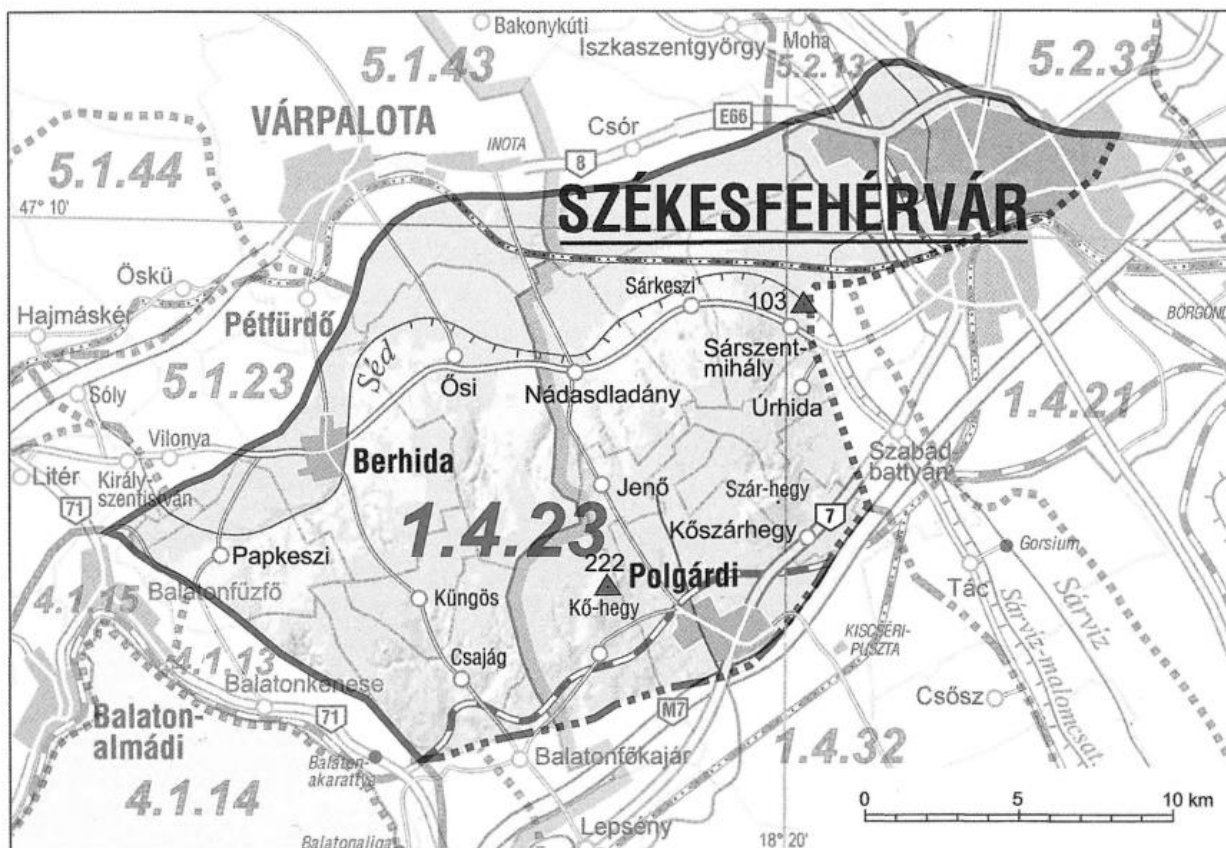 Bakonykúti
Iszkaszentgyörgy
Moha
5.1.43
5.2.13
5.2.32
VÁRPALOTA
INOTA
Csór
E66
8
5.1.44
47° 10'
SZÉKESFEHÉRVÁR
Öskü
Hajmáskér
Pétfürdő
Sárkeszi
103
BÖRGÖND
Séd
Sárszent-
mihály
5.1.23
Ősi
Nádasdladány
Úrhida
1.4.21
Sóly
Vilonya
Litér
Király-
szentistván
Berhida
Szabad-
battyán
71
Jenő
Szár-hegy
7
1.4.23
Kőszárhegy
Gorsium
Papkeszi
222
Polgárdi
Tác
Balatonfűzfő
4.1.15
Küngös
Kő-hegy
Sárvíz
Sárvíz-malomcsat.
KISCSÉRI-
PUSZTA
4.1.13
Csajág
Balatonkenese
Csősz
71
M7
Balaton-
almádi
Balaton-
akarattya
Balatonfőkajár
1.4.32
4.1.14
0 5 10 km
Lepsény
Balatonaliga
18° 20'